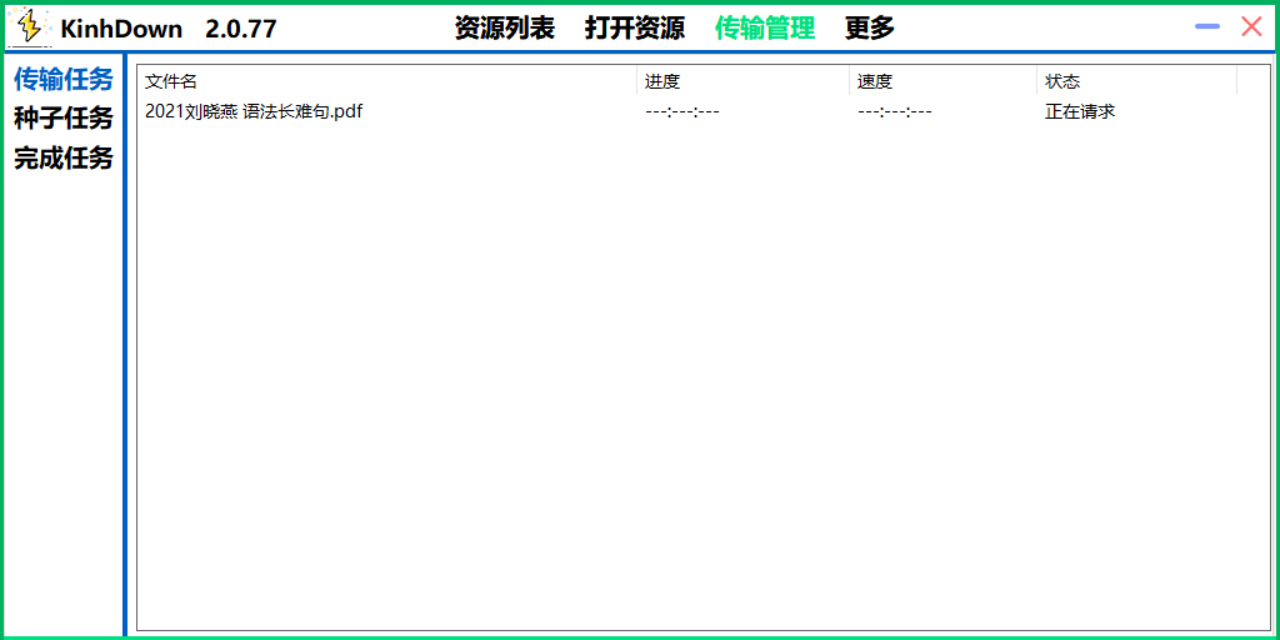 KinhDown 2.0.77 资源列表 打开资源 传输管理 更多
传输任务
种子任务
完成任务
文件名 进度 速度 状态
2021刘晓燕 语法长难句.pdf ---:---:--- ---:---:--- 正在请求